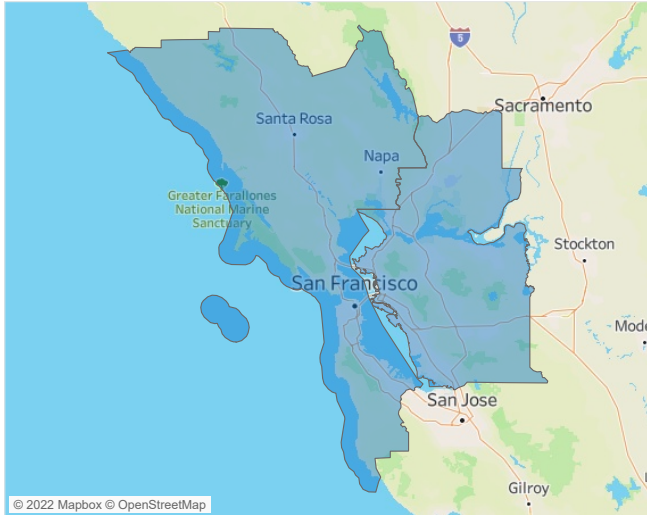 5
Sacramento
Santa Rosa
Napa
Greater Farallones
National Marine
Sanctuary
Stockton
San Francisco
Mode
San Jose
Gilroy
© 2022 Mapbox © OpenStreetMap